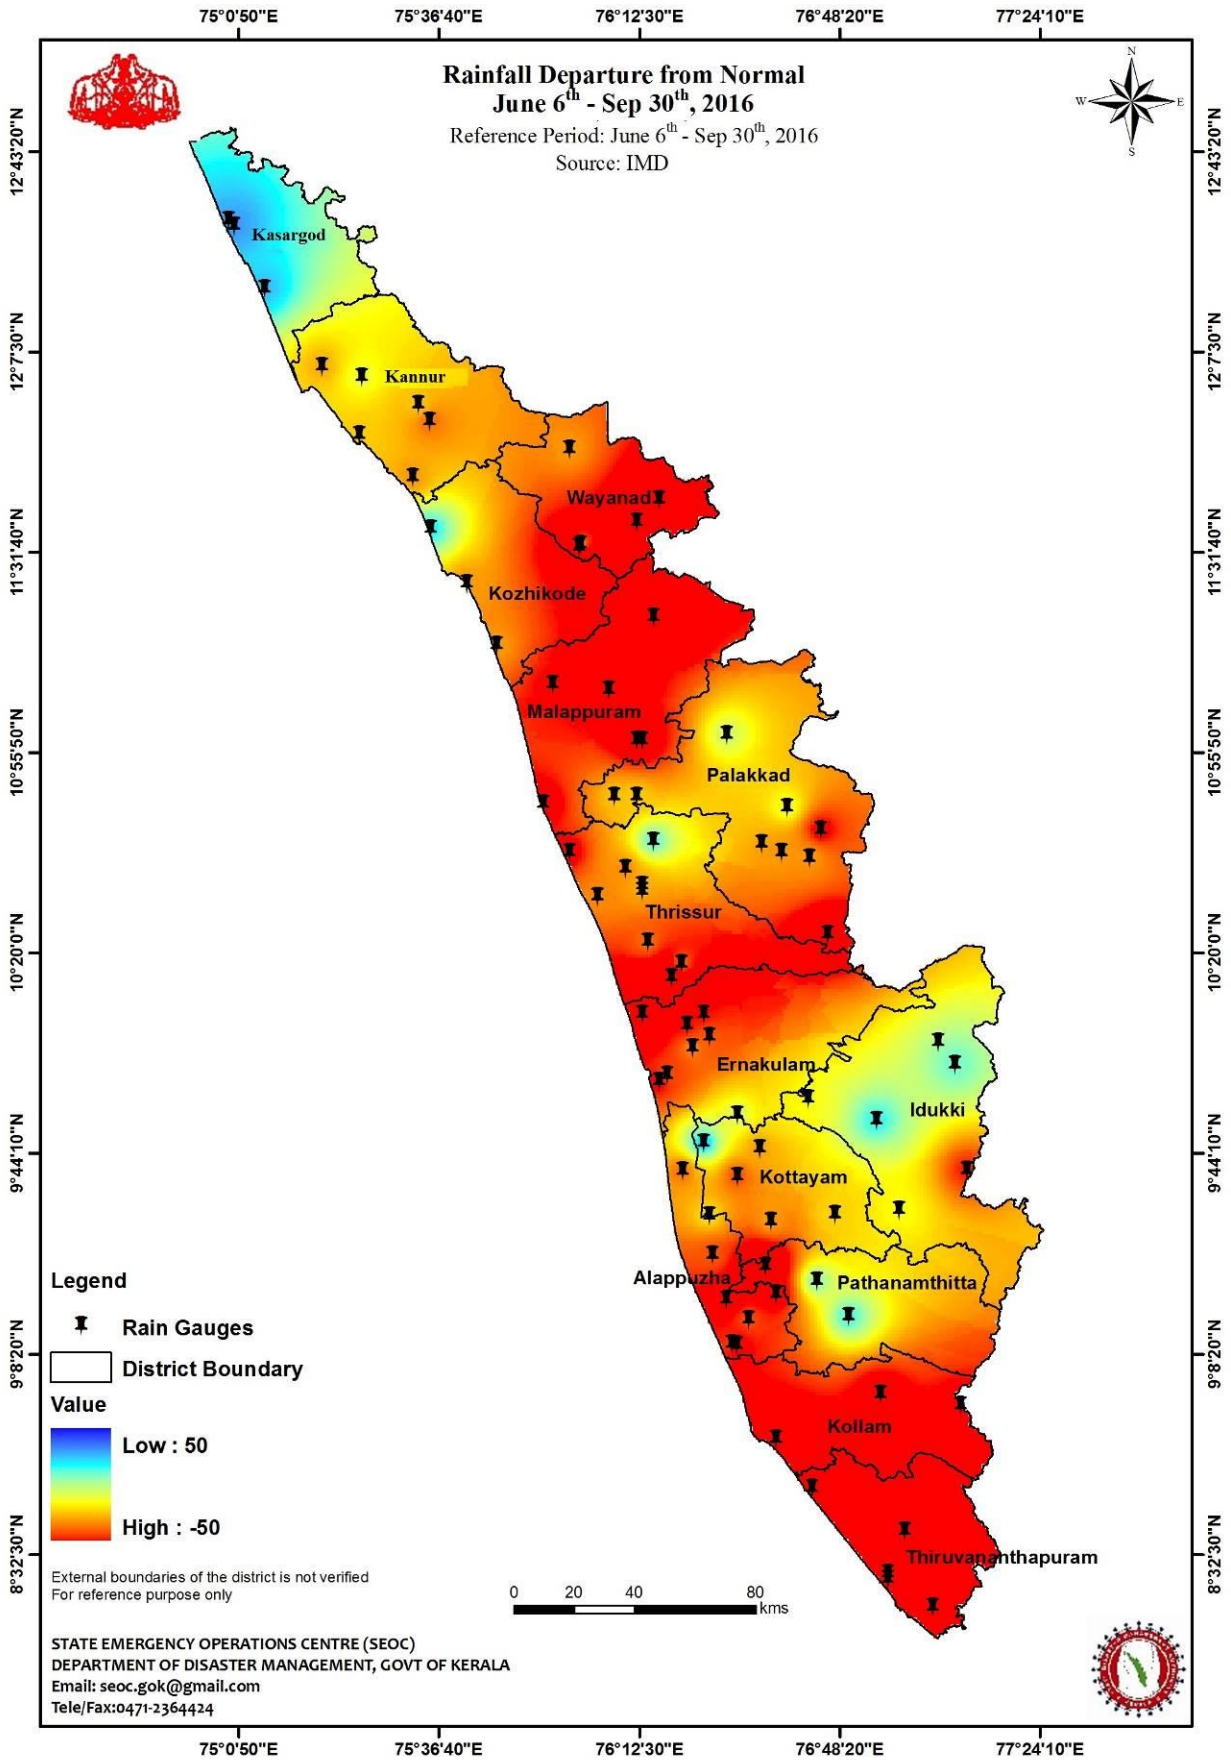 75°0'50"E 75°36'40"E 76°12'30"E 76°48'20"E 77°24'10"E
Rainfall Departure from Normal
June 6th - Sep 30th, 2016
Reference Period: June 6th - Sep 30th, 2016
Source: IMD
N
W E
S
12°43'20"N 12°43'20"N
Kasargod
12°7'30"N 12°7'30"N
Kannur
Wayanad
11°31'40"N 11°31'40"N
Kozhikode
Malappuram
10°55'50"N 10°55'50"N
Palakkad
Thrissur
10°20'0"N 10°20'0"N
Ernakulam
Idukki
9°44'10"N 9°44'10"N
Kottayam
Alappuzha
Pathanamthitta
9°8'20"N 9°8'20"N
Kollam
8°32'30"N 8°32'30"N
Thiruvananthapuram
Legend
Rain Gauges
District Boundary
Value
Low : 50
High : -50
External boundaries of the district is not verified
For reference purpose only
0 20 40 80
kms
STATE EMERGENCY OPERATIONS CENTRE (SEOC)
DEPARTMENT OF DISASTER MANAGEMENT, GOVT OF KERALA
Email: seoc.gok@gmail.com
Tele/Fax:0471-2364424
75°0'50"E 75°36'40"E 76°12'30"E 76°48'20"E 77°24'10"E